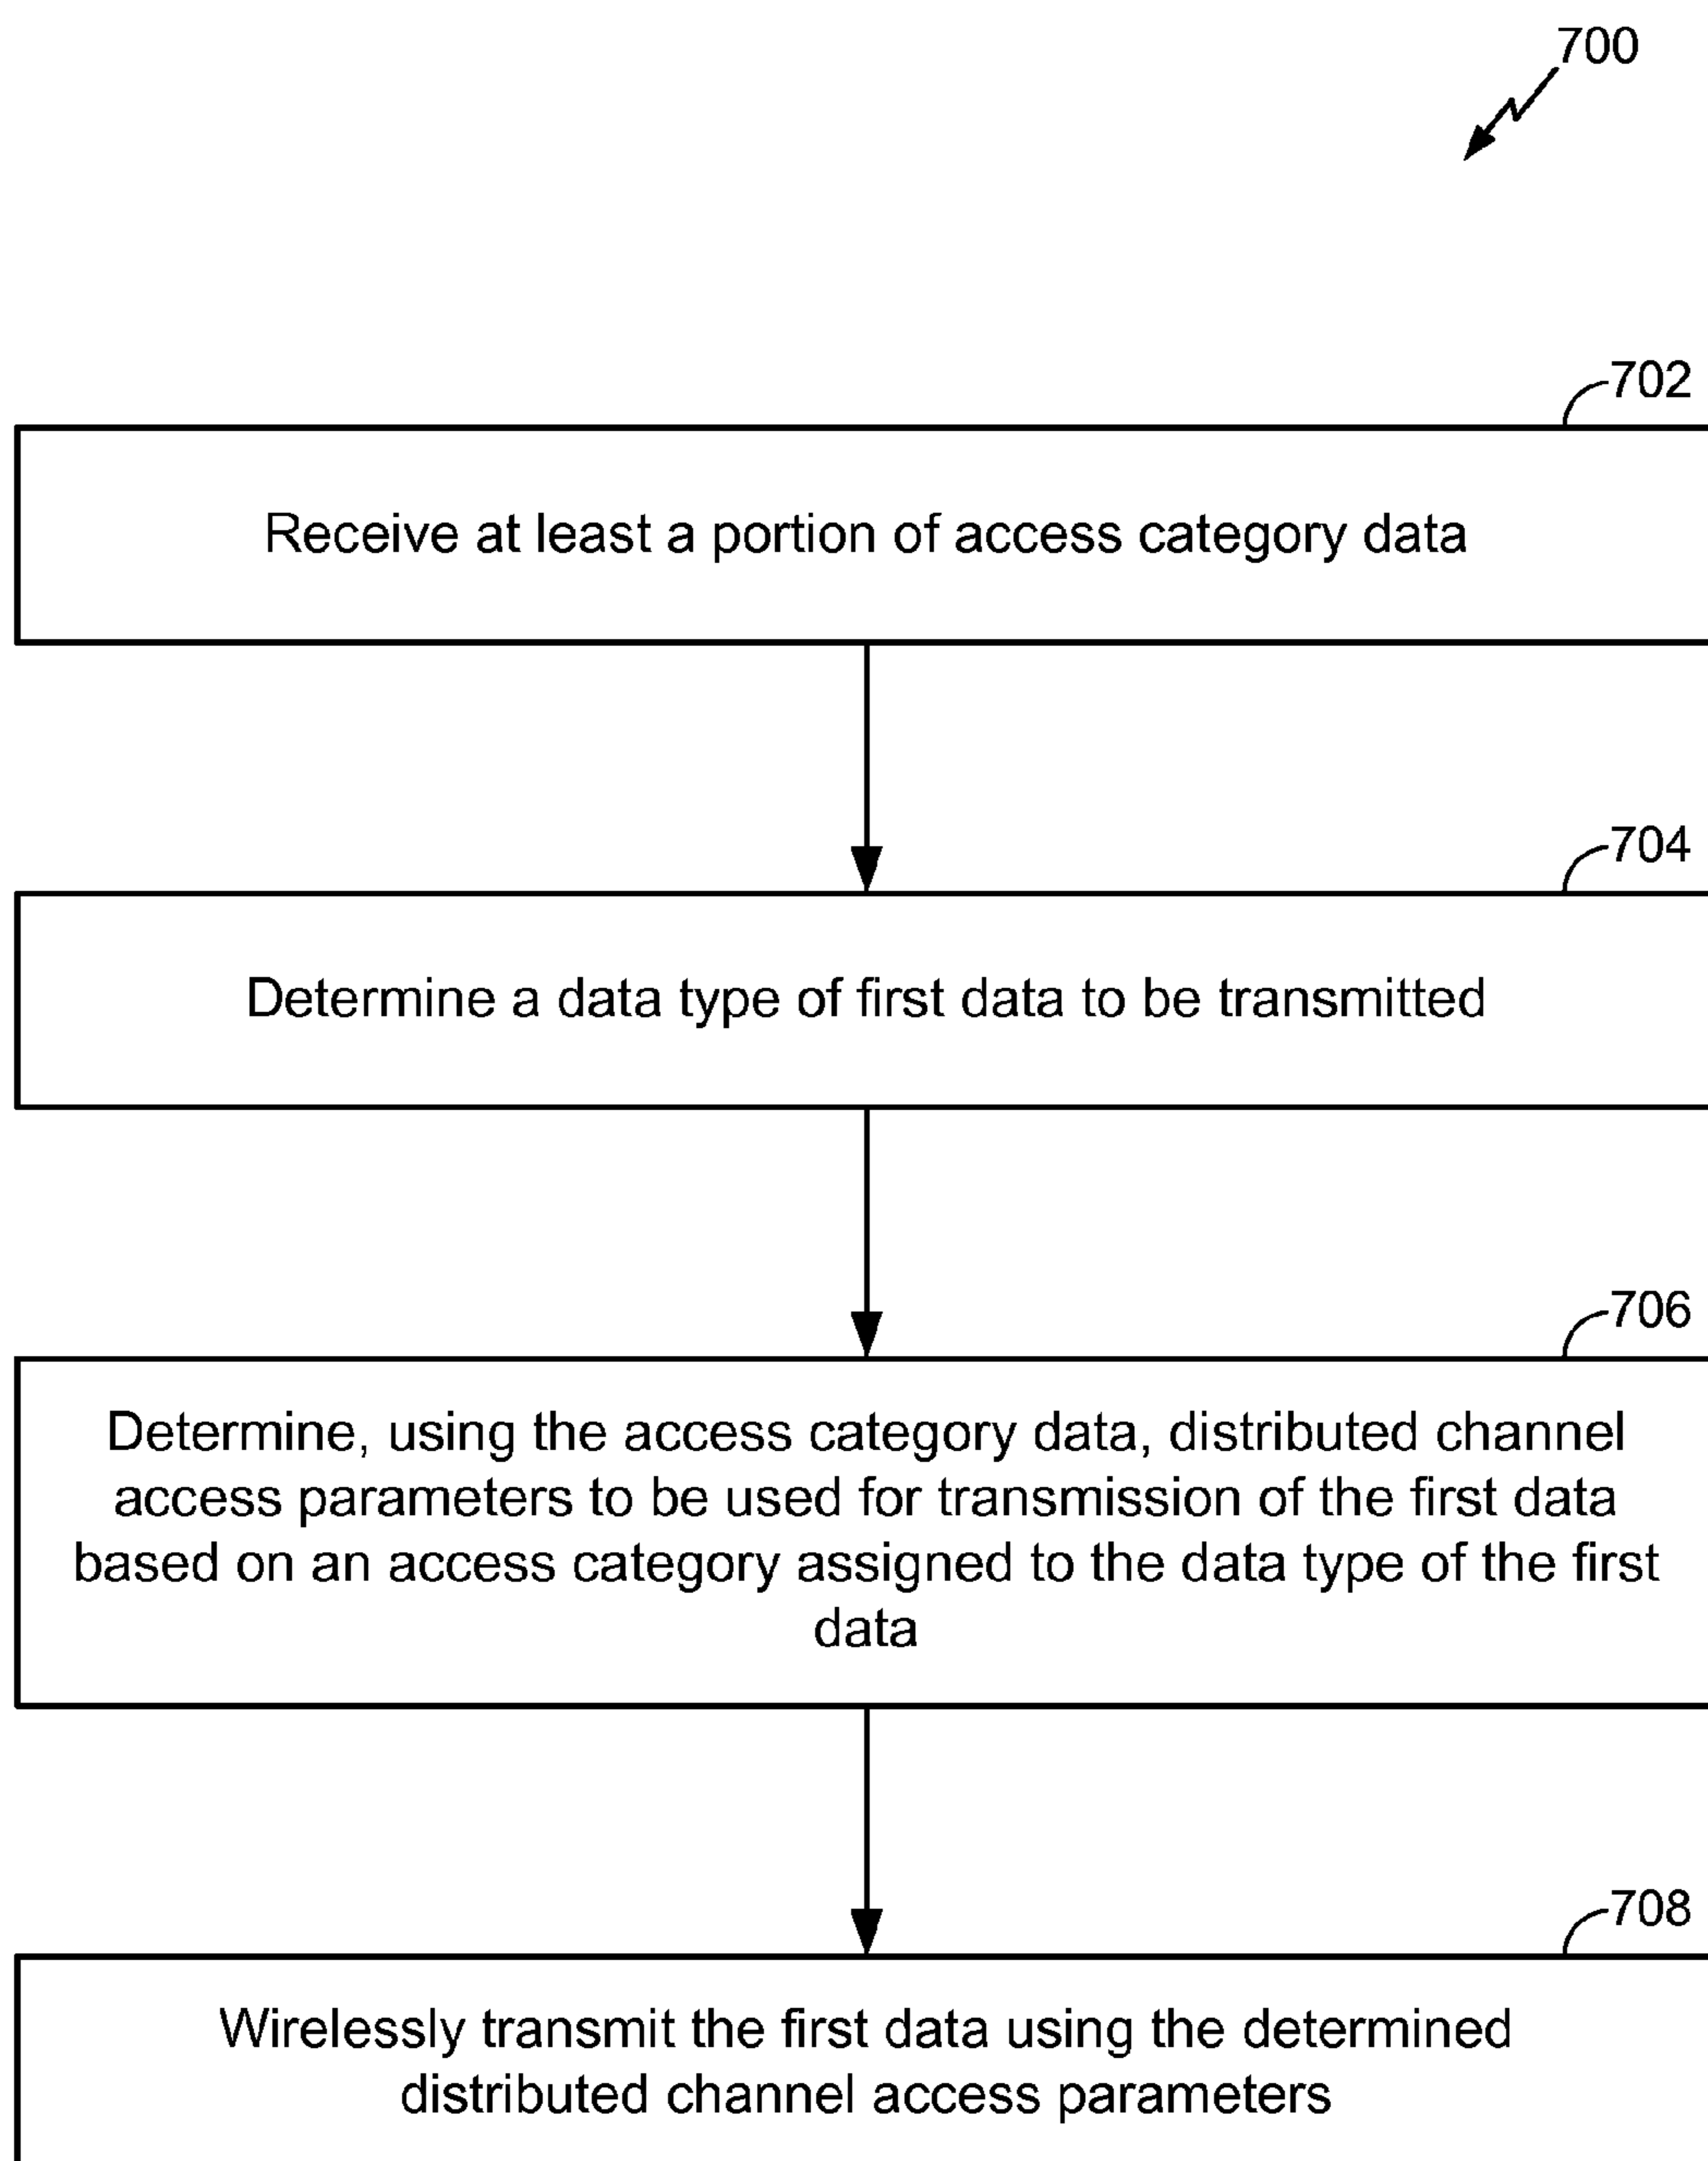 700
702
Receive at least a portion of access category data
704
Determine a data type of first data to be transmitted
706
Determine, using the access category data, distributed channel
access parameters to be used for transmission of the first data
based on an access category assigned to the data type of the first
data
708
Wirelessly transmit the first data using the determined
distributed channel access parameters